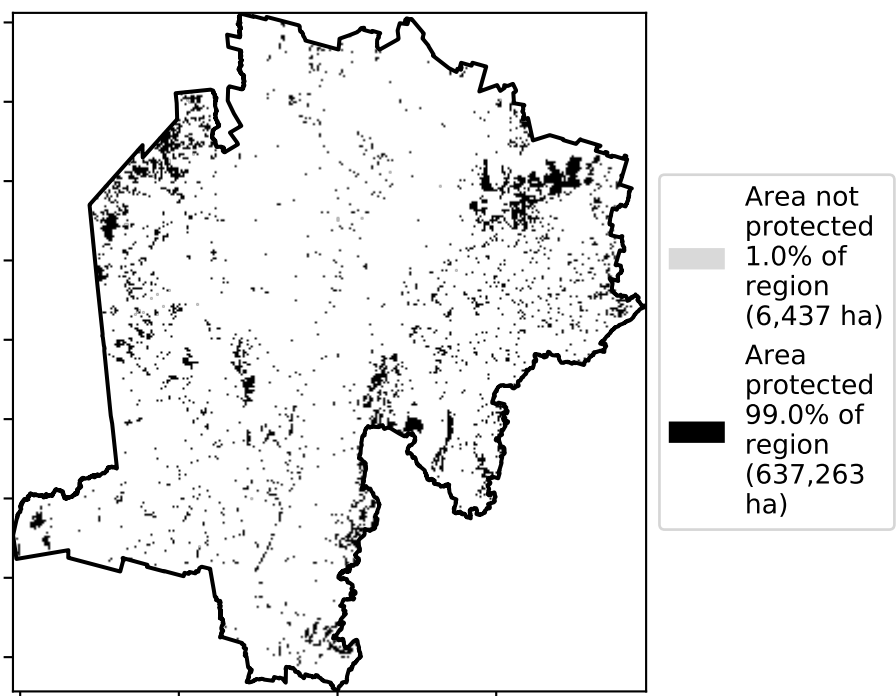 Area not
protected
1.0% of
region
(6,437 ha)
Area
protected
99.0% of
region
(637,263
ha)